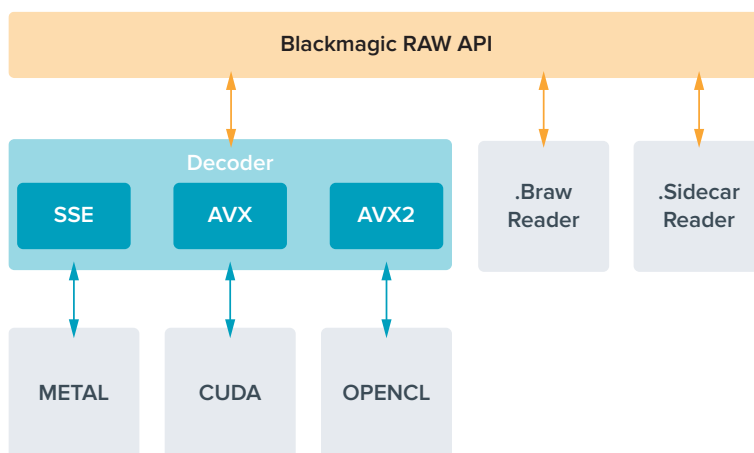 Blackmagic RAW API
Decoder
SSE
AVX
AVX2
.Braw
Reader
.Sidecar
Reader
METAL
CUDA
OPENCL